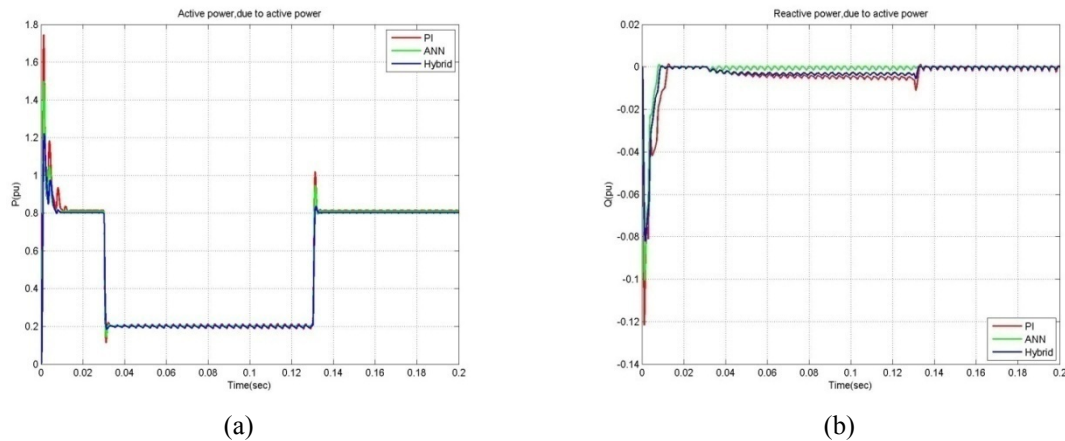 Active power,due to active power
1.8
1.6
1.4
1.2
1
0.8
0.6
0.4
0.2
0
P(pu)
PI
ANN
Hybrid
0 0.02 0.04 0.06 0.08 0.1 0.12 0.14 0.16 0.18 0.2
Time(sec)
(a)
Reactive power,due to active power
0.02
0
-0.02
-0.04
-0.06
-0.08
-0.1
-0.12
-0.14
Q(pu)
PI
ANN
Hybrid
0 0.02 0.04 0.06 0.08 0.1 0.12 0.14 0.16 0.18 0.2
Time(sec)
(b)